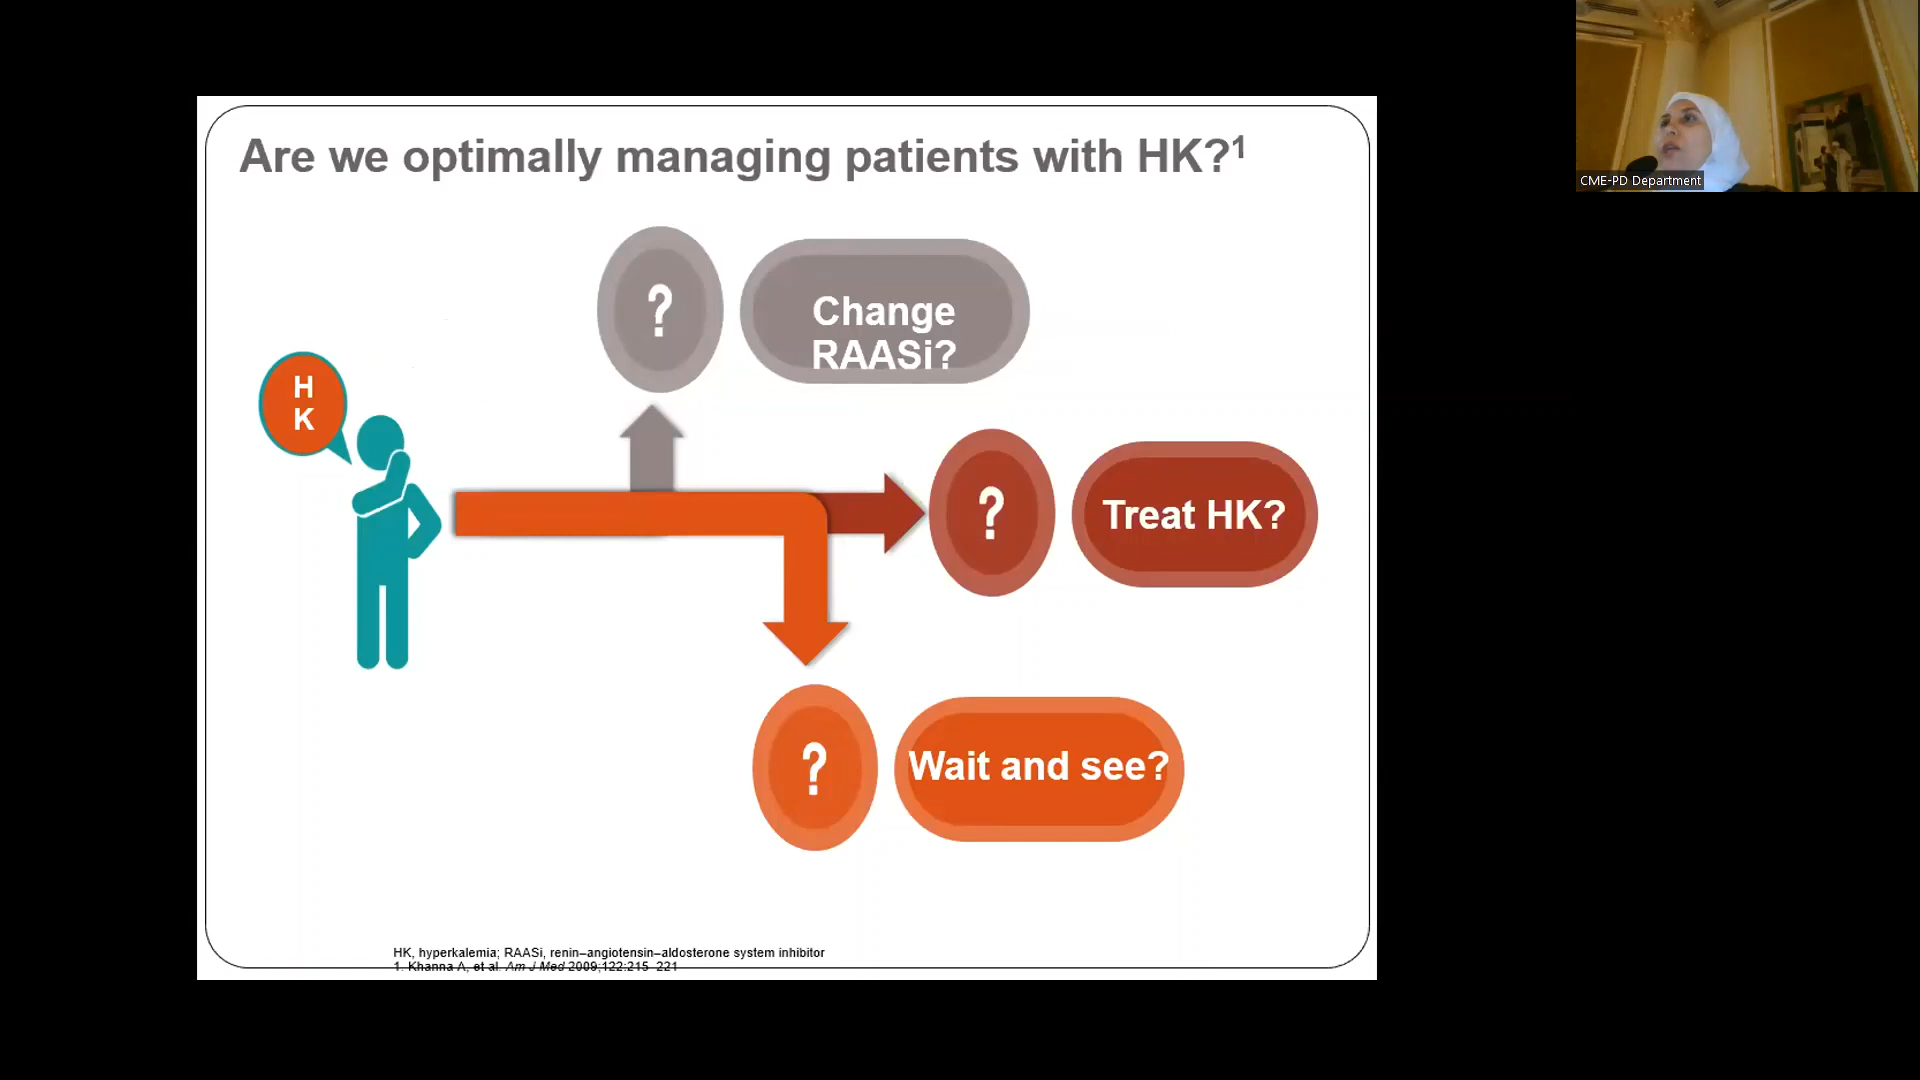 Are we optimally managing patients with HK?¹
CME-PD Department
?
Change
RAASi?
H
K
?
Treat HK?
?
Wait and see?
HK, hyperkalemia; RAASi, renin–angiotensin–aldosterone system inhibitor
1. Khanna A, et al. Am J Med 2009;122:215–221